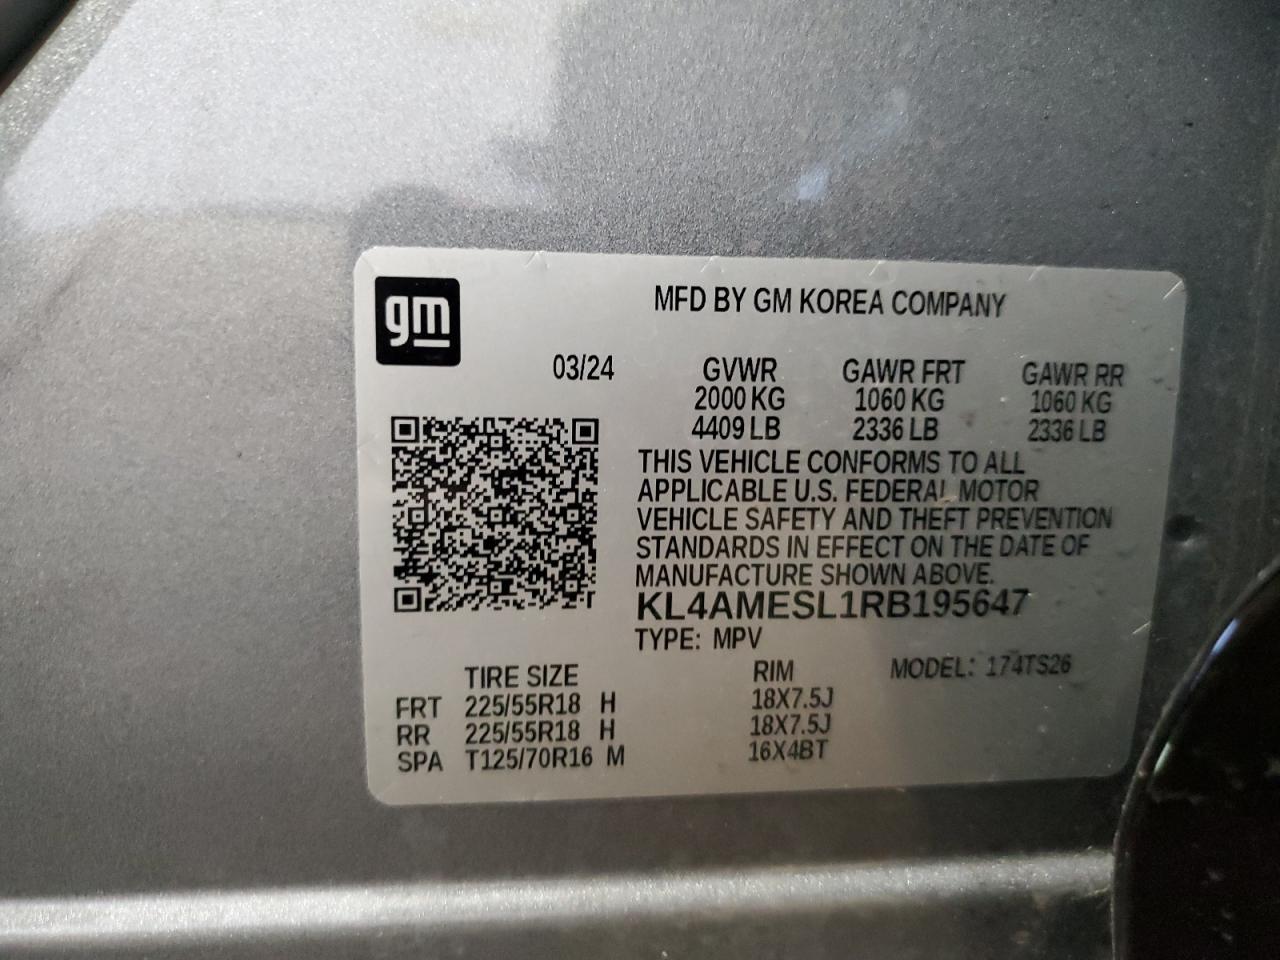 gm
MFD BY GM KOREA COMPANY
03/24 GVWR GAWR FRT GAWR RR
2000 KG 1060 KG 1060 KG
4409 LB 2336 LB 2336 LB
THIS VEHICLE CONFORMS TO ALL
APPLICABLE U.S. FEDERAL MOTOR
VEHICLE SAFETY AND THEFT PREVENTION
STANDARDS IN EFFECT ON THE DATE OF
MANUFACTURE SHOWN ABOVE.
KL4AMESL1RB195647
TYPE: MPV
TIRE SIZE RIM MODEL: 174TS26
FRT 225/55R18 H 18X7.5J
RR 225/55R18 H 18X7.5J
SPA T125/70R16 M 16X4BT